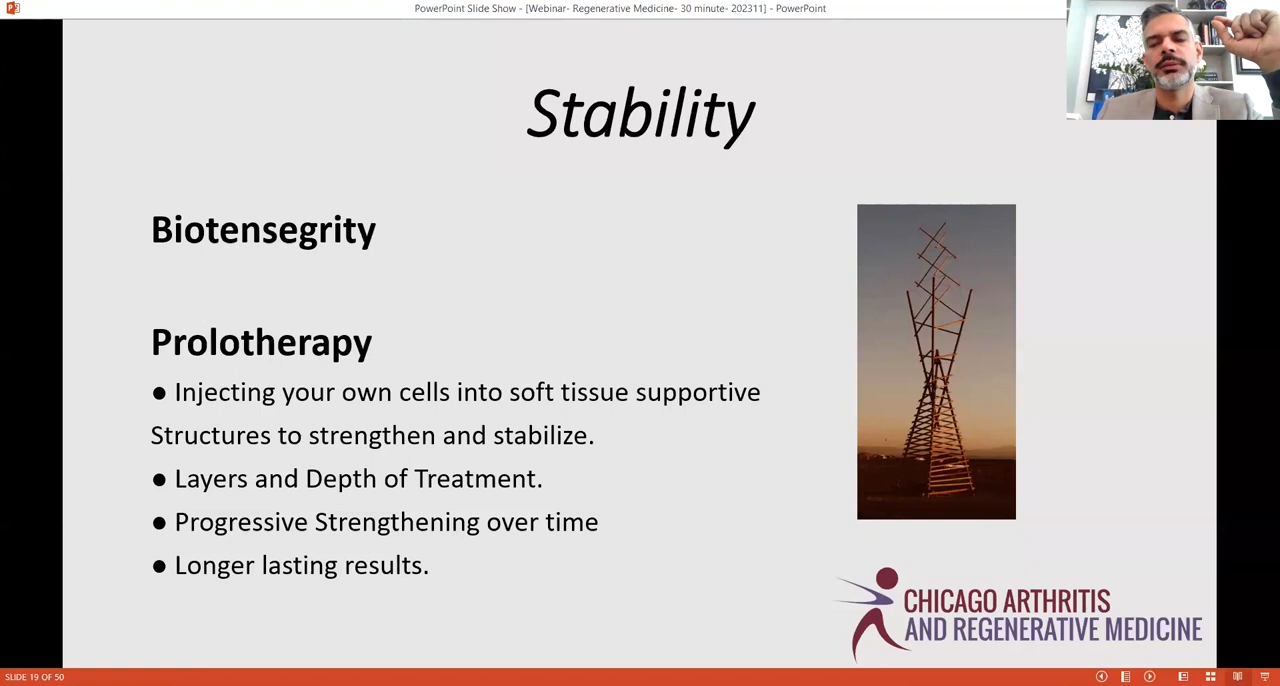 PowerPoint Slide Show - [Webinar- Regenerative Medicine- 30 minute- 202311] - PowerPoint
Stability
Biotensegrity
Prolotherapy
● Injecting your own cells into soft tissue supportive
Structures to strengthen and stabilize.
● Layers and Depth of Treatment.
● Progressive Strengthening over time
● Longer lasting results.
CHICAGO ARTHRITIS
AND REGENERATIVE MEDICINE
SLIDE 19 OF 50